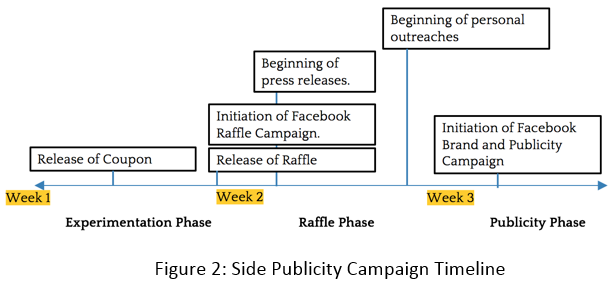 Beginning of personal
outreaches
Beginning of
press releases.
Initiation of Facebook
Raffle Campaign.
Initiation of Facebook
Brand and Publicity
Campaign
Release of Coupon
Release of Raffle
Week 1
Week 2
Week 3
Experimentation Phase
Raffle Phase
Publicity Phase
Figure 2: Side Publicity Campaign Timeline